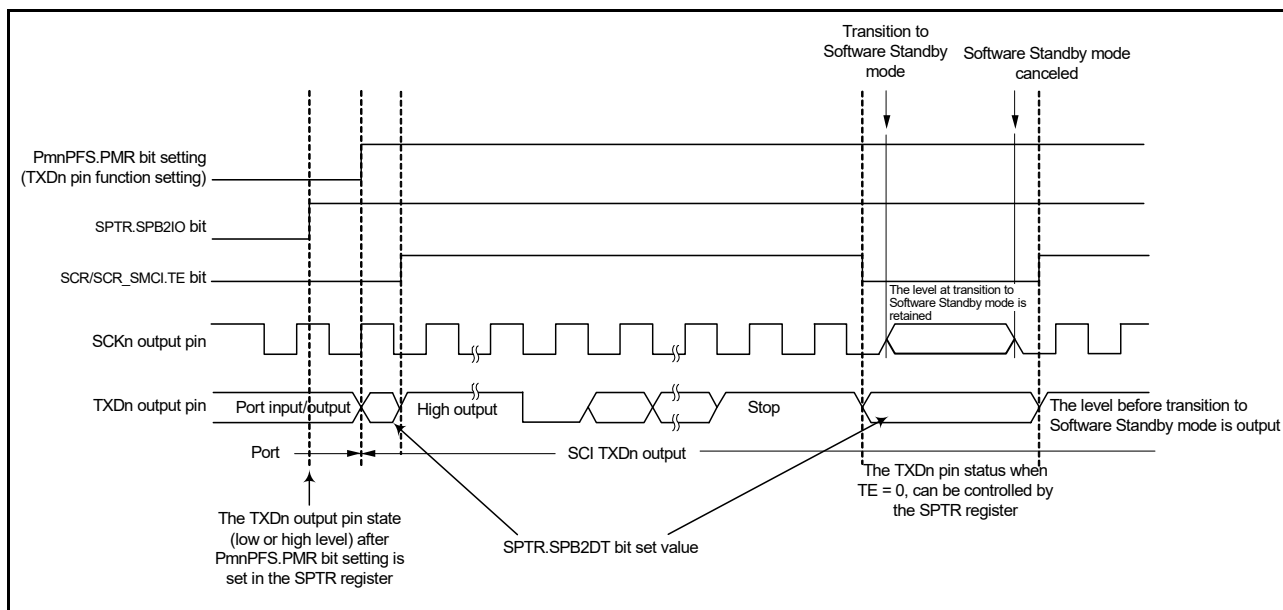 Transition to
Software Standby
mode
Software Standby mode
canceled
PmnPFS.PMR bit setting
(TXDn pin function setting)
SPTR.SPB2IO bit
SCR/SCR_SMCI.TE bit
The level at transition to
Software Standby mode is
retained
SCKn output pin
TXDn output pin
Port input/output
High output
Stop
The level before transition to
Software Standby mode is output
Port
SCI TXDn output
The TXDn pin status when
TE = 0, can be controlled by
the SPTR register
The TXDn output pin state
(low or high level) after
PmnPFS.PMR bit setting is
set in the SPTR register
SPTR.SPB2DT bit set value